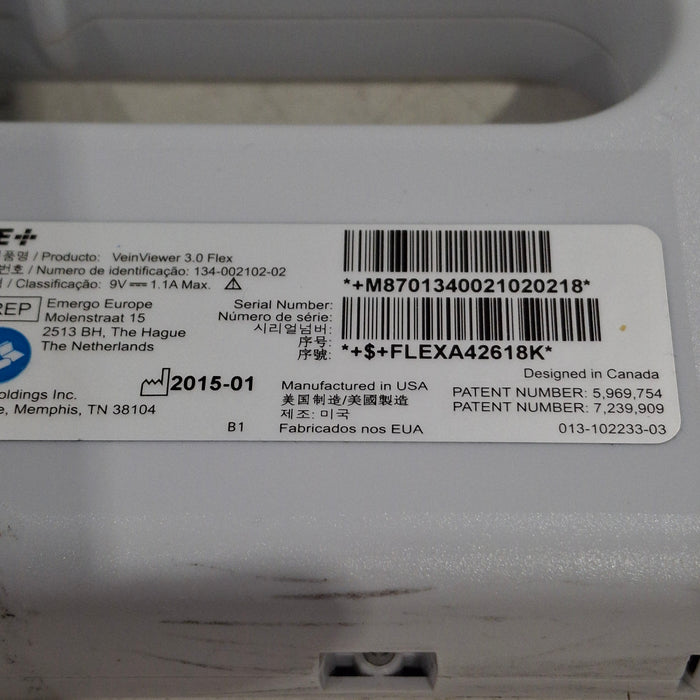 E+
품명 / Producto: VeinViewer 3.0 Flex
번호 / Numero de identificação: 134-002102-02
/ Classificação: 9V 1.1A Max.
*+M8701340021020218*
REP
Emergo Europe
Molenstraat 15
2513 BH, The Hague
The Netherlands
Serial Number:
Número de série:
시리얼넘버:
序号:
序號:
*+$+FLEXA42618K*
2015-01
oldings Inc.
e, Memphis, TN 38104
B1
Manufactured in USA
美国制造/美國製造
제조: 미국
Fabricados nos EUA
Designed in Canada
PATENT NUMBER: 5,969,754
PATENT NUMBER: 7,239,909
013-102233-03